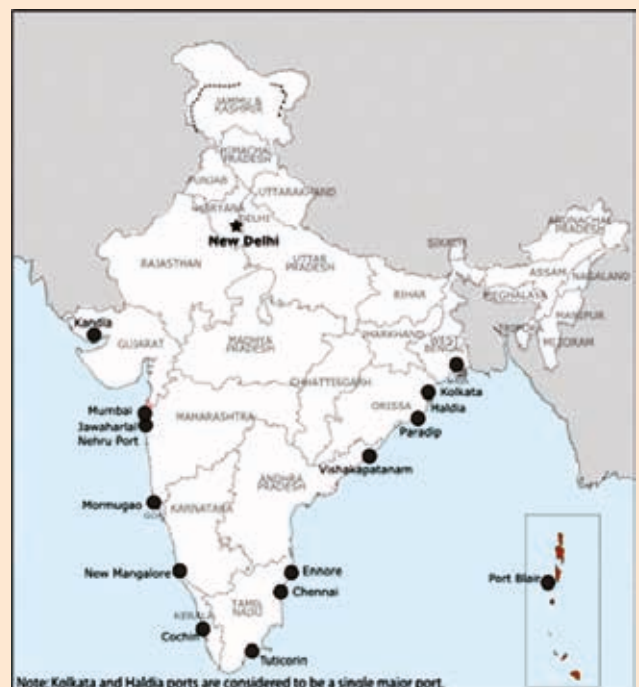 JAMMU &
KASHMIR
HIMACHAL
PRADESH
PUNJAB
UTTARAKHAND
HARYANA
DELHI
New Delhi
RAJASTHAN
UTTAR
PRADESH
SIKKIM
ARUNACHAL
PRADESH
ASSAM
NAGALAND
BIHAR
MEGHALAYA
MANIPUR
TRIPURA
MIZORAM
Kandla
GUJARAT
MADHYA
PRADESH
JHARKHAND
WEST
BENGAL
CHHATTISGARH
Kolkata
Haldia
ORISSA
Paradip
Mumbai
Jawaharlal
Nehru Port
MAHARASHTRA
Vishakapatanam
ANDHRA
PRADESH
Mormugao
GOA
KARNATAKA
New Mangalore
Ennore
Chennai
Port Blair
TAMIL
NADU
KERALA
Cochin
Tuticorin
Note: Kolkata and Haldia ports are considered to be a single major port.